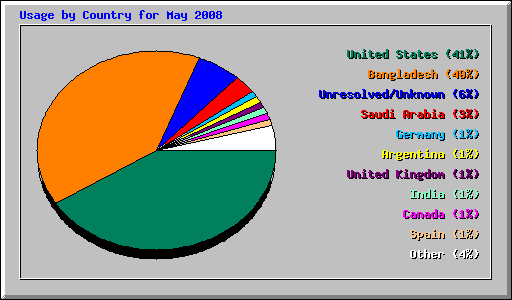 Usage by Country for May 2008
United States (41%)
Bangladesh (40%)
Unresolved/Unknown (6%)
Saudi Arabia (3%)
Germany (1%)
Argentina (1%)
United Kingdom (1%)
India (1%)
Canada (1%)
Spain (1%)
Other (4%)